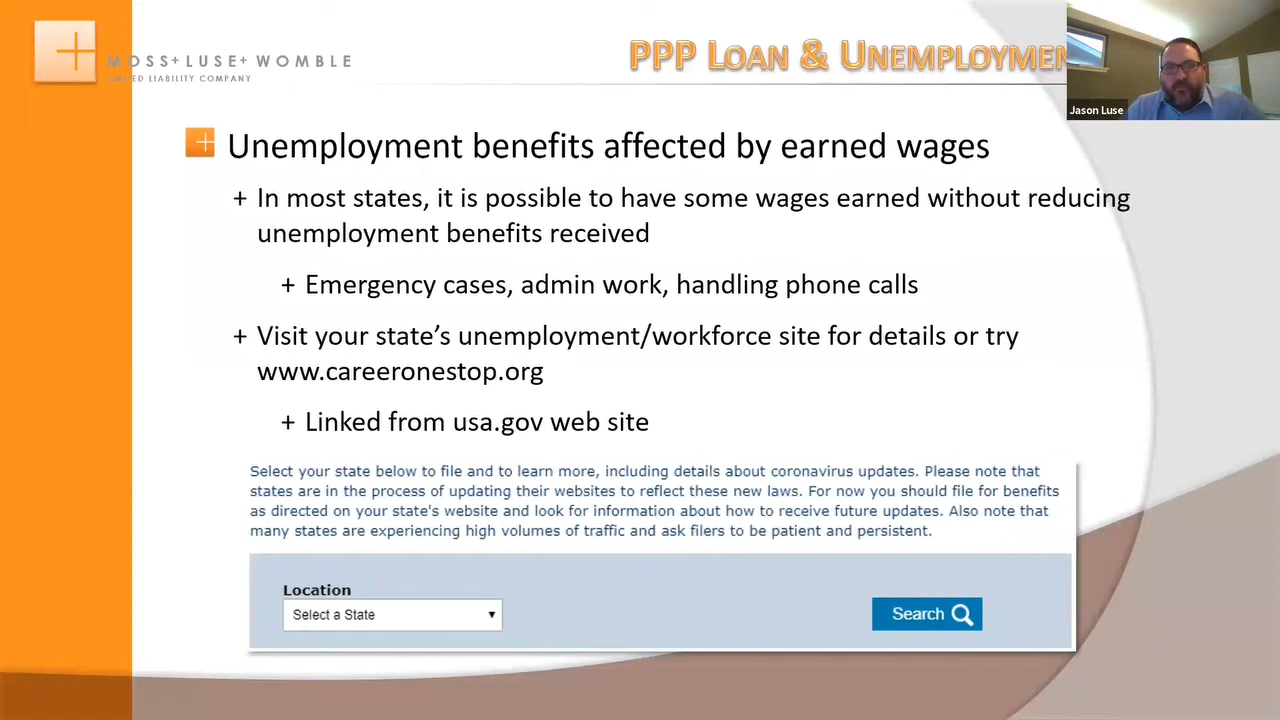 MOSS+LUSE+WOMBLE
LIMITED LIABILITY COMPANY
PPP LOAN & UNEMPLOYMEN
Jason Luse
Unemployment benefits affected by earned wages
+ In most states, it is possible to have some wages earned without reducing
unemployment benefits received
+ Emergency cases, admin work, handling phone calls
+ Visit your state’s unemployment/workforce site for details or try
www.careeronestop.org
+ Linked from usa.gov web site
Select your state below to file and to learn more, including details about coronavirus updates. Please note that
states are in the process of updating their websites to reflect these new laws. For now you should file for benefits
as directed on your state's website and look for information about how to receive future updates. Also note that
many states are experiencing high volumes of traffic and ask filers to be patient and persistent.
Location
Select a State
Search